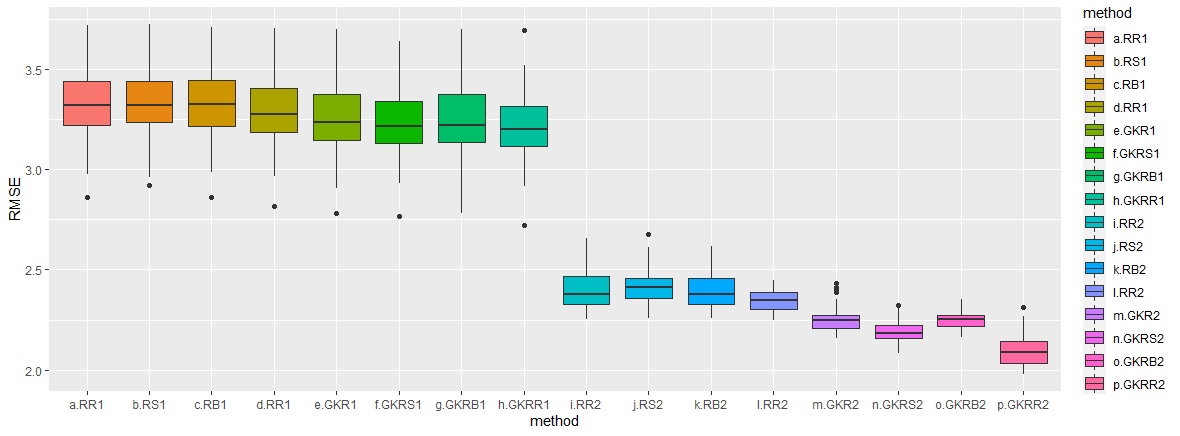 RMSE
3.5
3.0
2.5
2.0
a.RR1 b.RS1 c.RB1 d.RR1 e.GKR1 f.GKRS1 g.GKRB1 h.GKRR1 i.RR2 j.RS2 k.RB2 l.RR2 m.GKR2 n.GKRS2 o.GKRB2 p.GKRR2
method
method
a.RR1
b.RS1
c.RB1
d.RR1
e.GKR1
f.GKRS1
g.GKRB1
h.GKRR1
i.RR2
j.RS2
k.RB2
l.RR2
m.GKR2
n.GKRS2
o.GKRB2
p.GKRR2